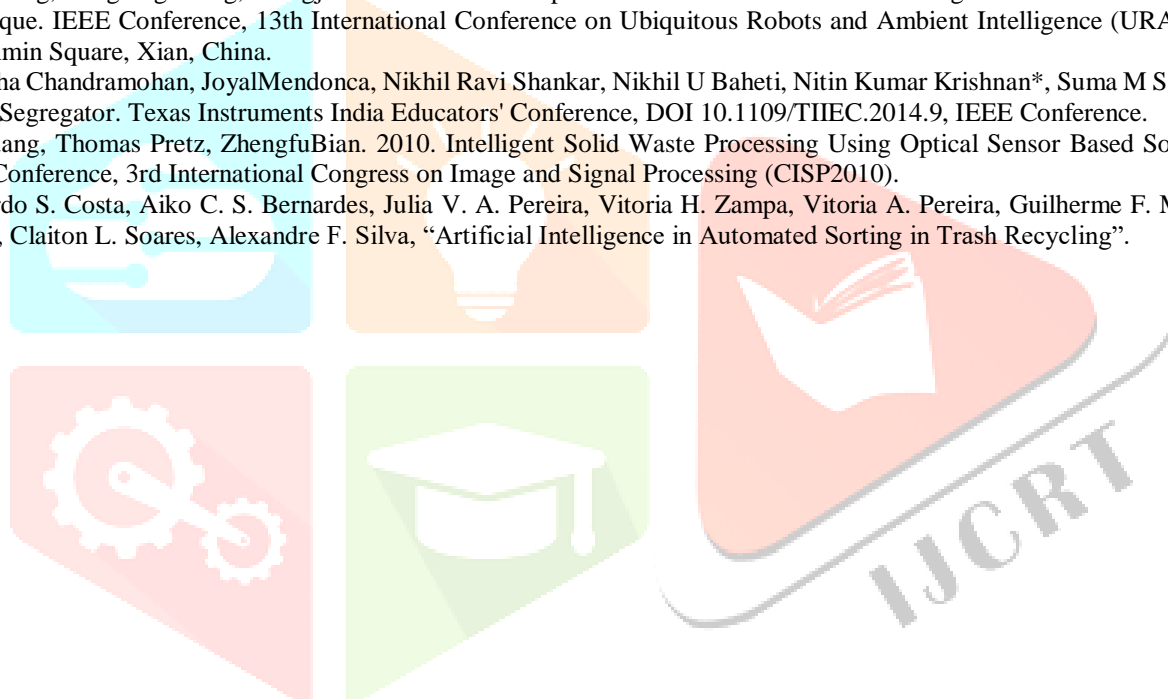 que. IEEE Conference, 13th International Conference on Ubiquitous Robots and Ambient Intelligence (URA
min Square, Xian, China.
ha Chandramohan, JoyalMendonca, Nikhil Ravi Shankar, Nikhil U Baheti, Nitin Kumar Krishnan*, Suma M S
Segregator. Texas Instruments India Educators' Conference, DOI 10.1109/TIIEC.2014.9, IEEE Conference.
ang, Thomas Pretz, ZhengfuBian. 2010. Intelligent Solid Waste Processing Using Optical Sensor Based So
Conference, 3rd International Congress on Image and Signal Processing (CISP2010).
do S. Costa, Aiko C. S. Bernardes, Julia V. A. Pereira, Vitoria H. Zampa, Vitoria A. Pereira, Guilherme F. M
, Claiton L. Soares, Alexandre F. Silva, “Artificial Intelligence in Automated Sorting in Trash Recycling”.
IJCRT